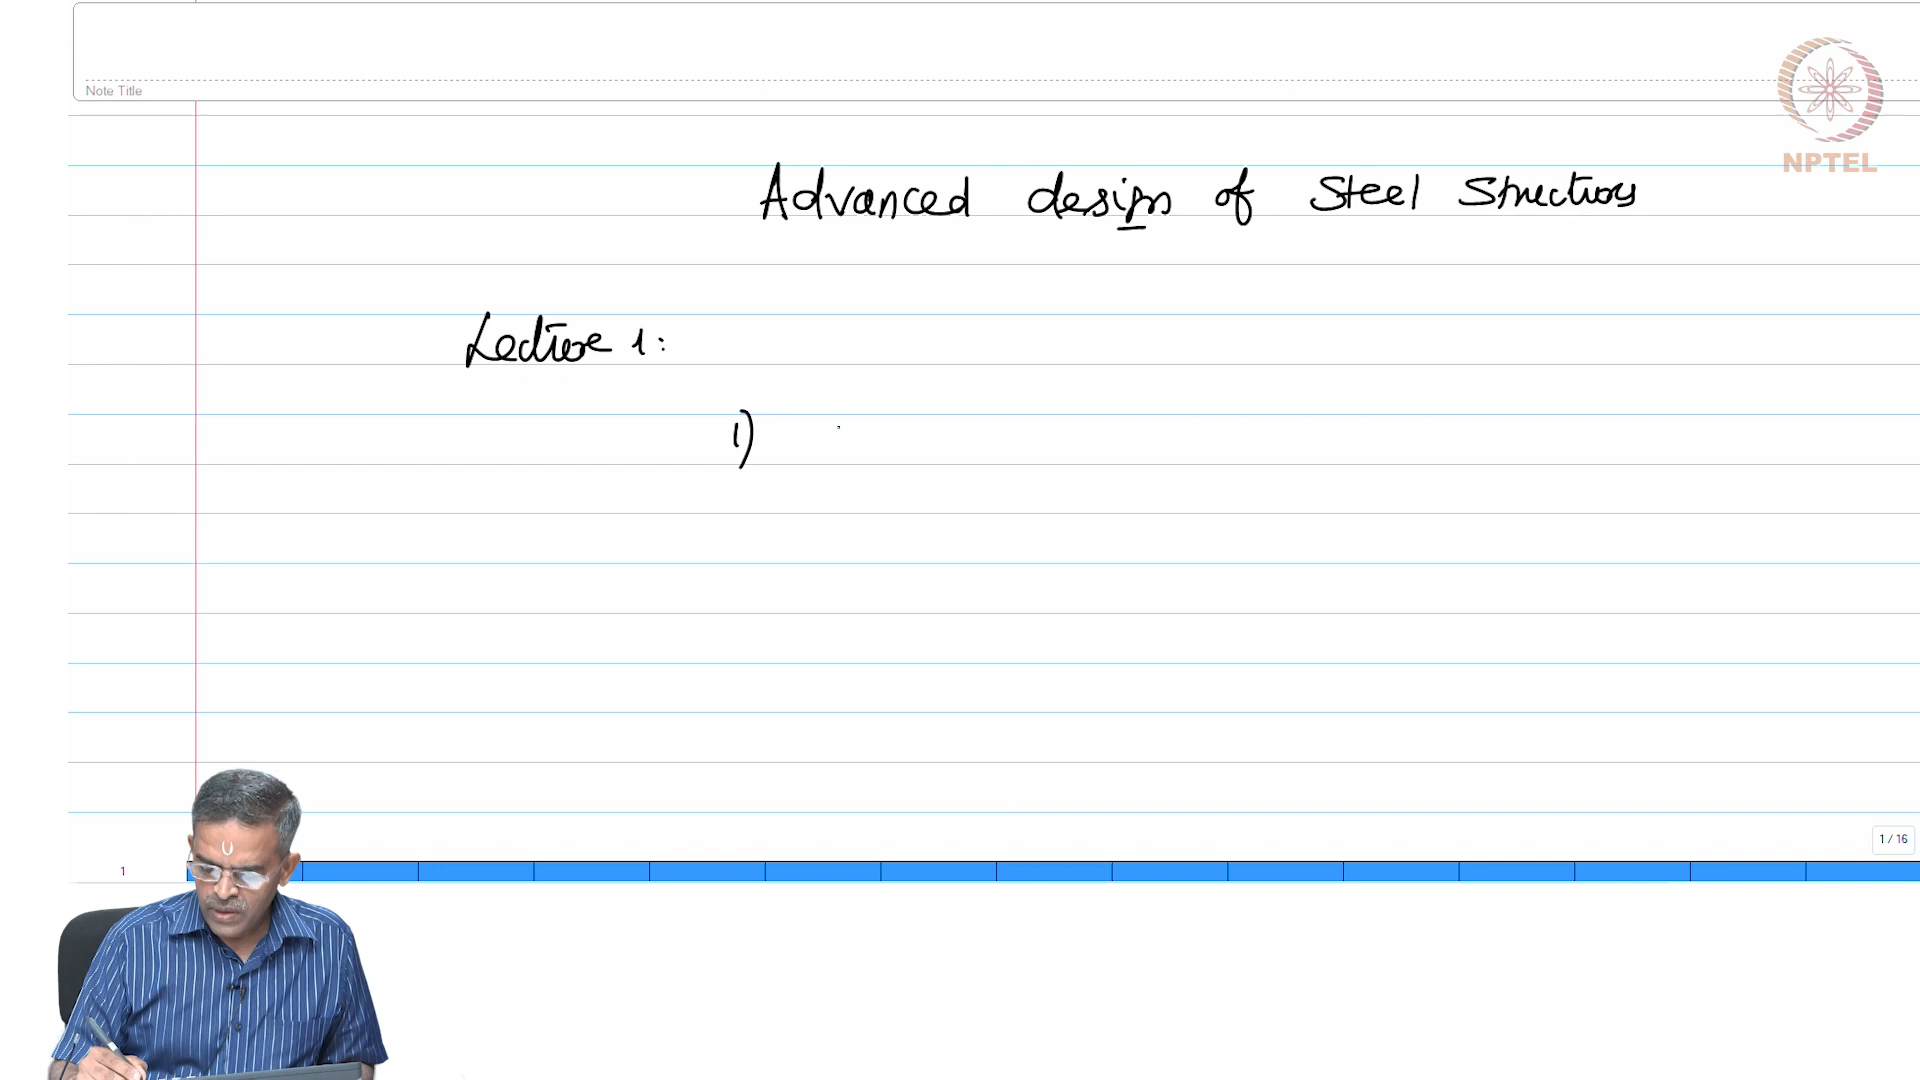 Note Title
NPTEL
Advanced design of Steel Structures
Lecture 1:
1)
1 / 16
1